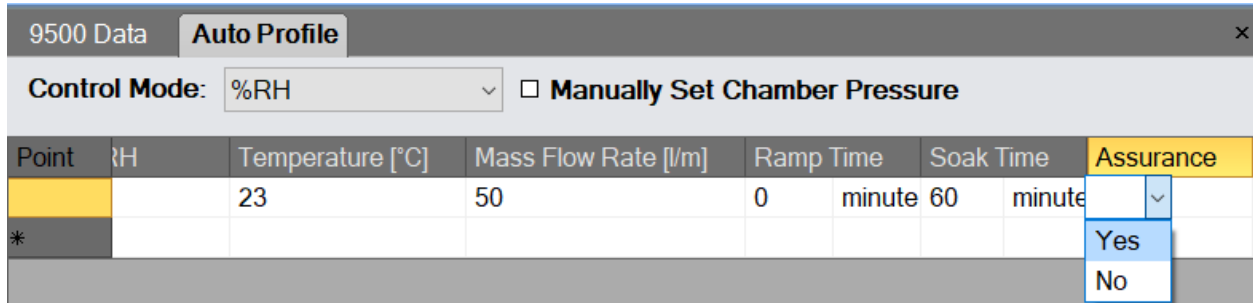 9500 Data Auto Profile ×
Control Mode: %RH Manually Set Chamber Pressure
Point RH Temperature [°C] Mass Flow Rate [l/m] Ramp Time Soak Time Assurance
23 50 0 minute 60 minute
*
Yes
No